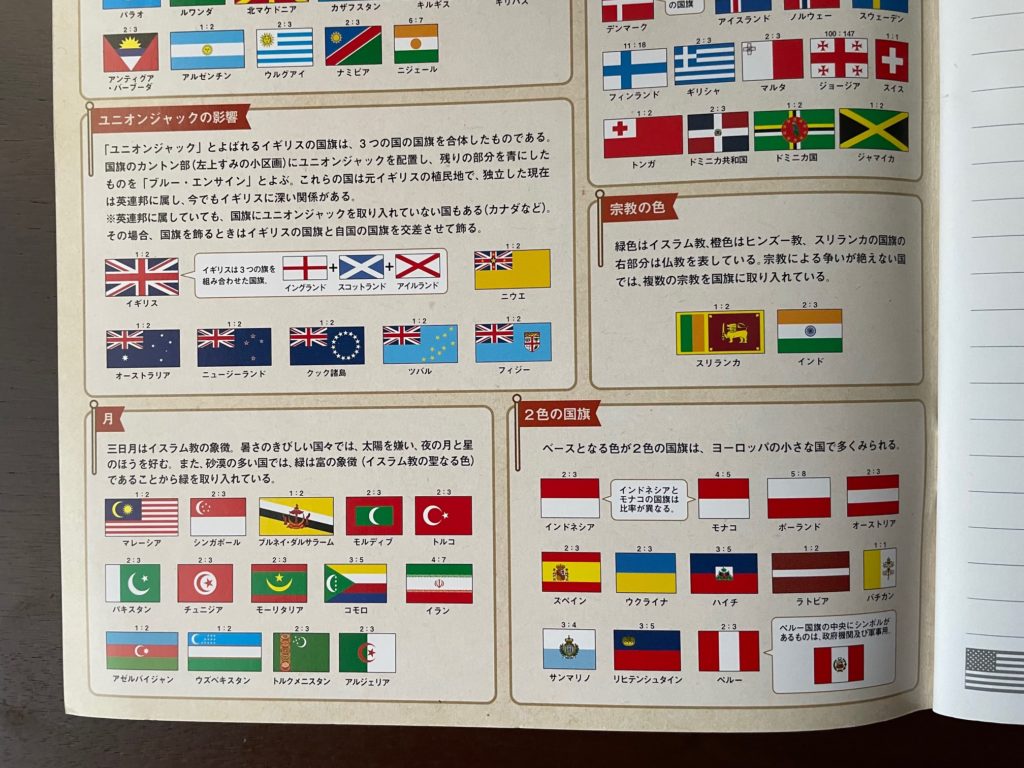 パラオ
ルワンダ
北マケドニア
カザフスタン
キルギス
キリバス
2:3
6:7
アンティグア・バーブーダ
アルゼンチン
ウルグアイ
ナミビア
ニジェール
デンマーク
の国旗
アイスランド
ノルウェー
スウェーデン
11:18
2:3
2:3
100:147
1:1
フィンランド
ギリシャ
マルタ
ジョージア
スイス
1:2
2:3
1:2
1:2
トンガ
ドミニカ共和国
ドミニカ国
ジャマイカ
ユニオンジャックの影響
「ユニオンジャック」とよばれるイギリスの国旗は、3つの国の国旗を合体したものである。
国旗のカントン部(左上すみの小区画)にユニオンジャックを配置し、残りの部分を青にした
ものを「ブルー・エンサイン」とよぶ。これらの国は元イギリスの植民地で、独立した現在
は英連邦に属し、今でもイギリスに深い関係がある。
※英連邦に属していても、国旗にユニオンジャックを取り入れていない国もある(カナダなど)。
その場合、国旗を飾るときはイギリスの国旗と自国の国旗を交差させて飾る。
1:2
イギリス
イギリスは3つの旗を
組み合わせた国旗。
イングランド
+
スコットランド
+
アイルランド
1:2
ニウエ
1:2
1:2
1:2
1:2
1:2
オーストラリア
ニュージーランド
クック諸島
ツバル
フィジー
宗教の色
緑色はイスラム教、橙色はヒンズー教、スリランカの国旗の
右部分は仏教を表している。宗教による争いが絶えない国
では、複数の宗教を国旗に取り入れている。
1:2
2:3
スリランカ
インド
月
三日月はイスラム教の象徴。暑さのきびしい国々では、太陽を嫌い、夜の月と星
のほうを好む。また、砂漠の多い国では、緑は富の象徴(イスラム教の聖なる色)
であることから緑を取り入れている。
1:2
2:3
1:2
2:3
2:3
マレーシア
シンガポール
ブルネイ・ダルサラーム
モルディブ
トルコ
2:3
2:3
2:3
3:5
4:7
パキスタン
チュニジア
モーリタリア
コモロ
イラン
1:2
1:2
2:3
2:3
アゼルバイジャン
ウズベキスタン
トルクメニスタン
アルジェリア
2色の国旗
ベースとなる色が2色の国旗は、ヨーロッパの小さな国で多くみられる。
2:3
4:5
5:8
2:3
インドネシア
インドネシアと
モナコの国旗は
比率が異なる。
モナコ
ポーランド
オーストリア
2:3
2:3
3:5
1:2
1:1
スペイン
ウクライナ
ハイチ
ラトビア
バチカン
3:4
3:5
2:3
サンマリノ
リヒテンシュタイン
ペルー
ペルー国旗の中央にシンボルが
あるものは、政府機関及び軍事用。